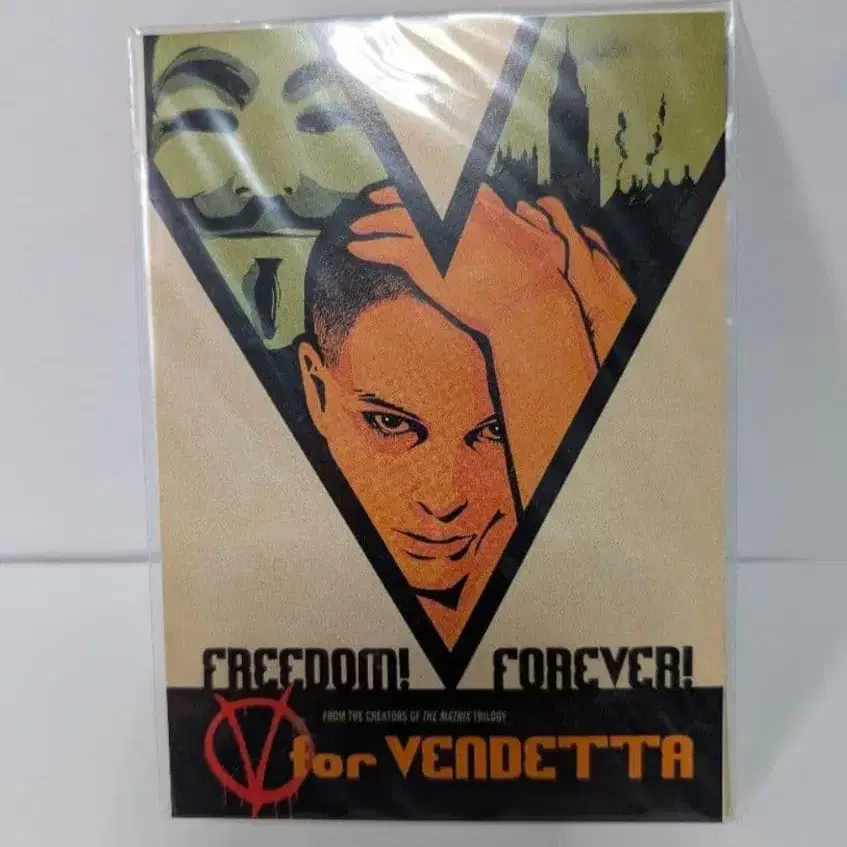 FREEDOM! FOREVER!
FROM THE CREATORS OF THE MATRIX TRILOGY
V for VENDETTA